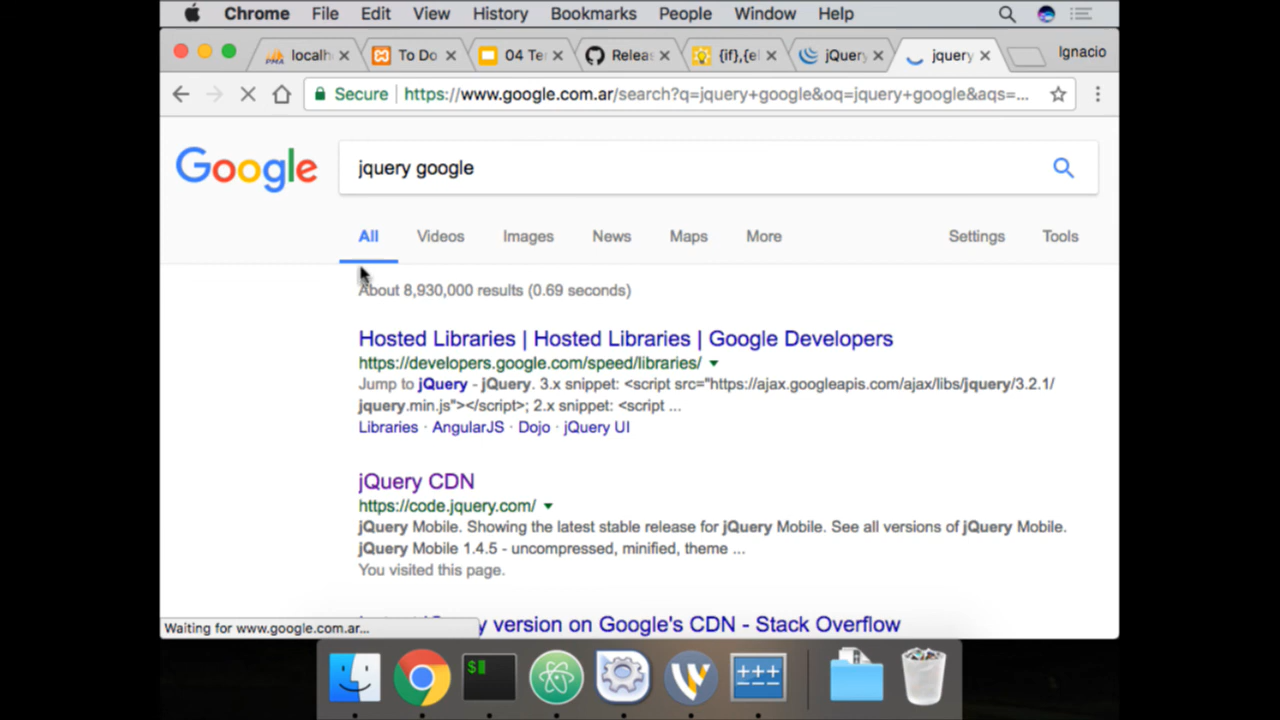 Chrome File Edit View History Bookmarks People Window Help
localh To Do 04 Te Relea {if},{el jQuery jquery Ignacio
Secure https://www.google.com.ar/search?q=jquery+google&oq=jquery+google&aqs=...
Google jquery google
All Videos Images News Maps More Settings Tools
About 8,930,000 results (0.69 seconds)
Hosted Libraries | Hosted Libraries | Google Developers
https://developers.google.com/speed/libraries/
Jump to jQuery - jQuery. 3.x snippet: <script src="https://ajax.googleapis.com/ajax/libs/jquery/3.2.1/
jquery.min.js"></script>; 2.x snippet: <script ...
Libraries · AngularJS · Dojo · jQuery UI
jQuery CDN
https://code.jquery.com/
jQuery Mobile. Showing the latest stable release for jQuery Mobile. See all versions of jQuery Mobile.
jQuery Mobile 1.4.5 - uncompressed, minified, theme ...
You visited this page.
version on Google's CDN - Stack Overflow
Waiting for www.google.com.ar...